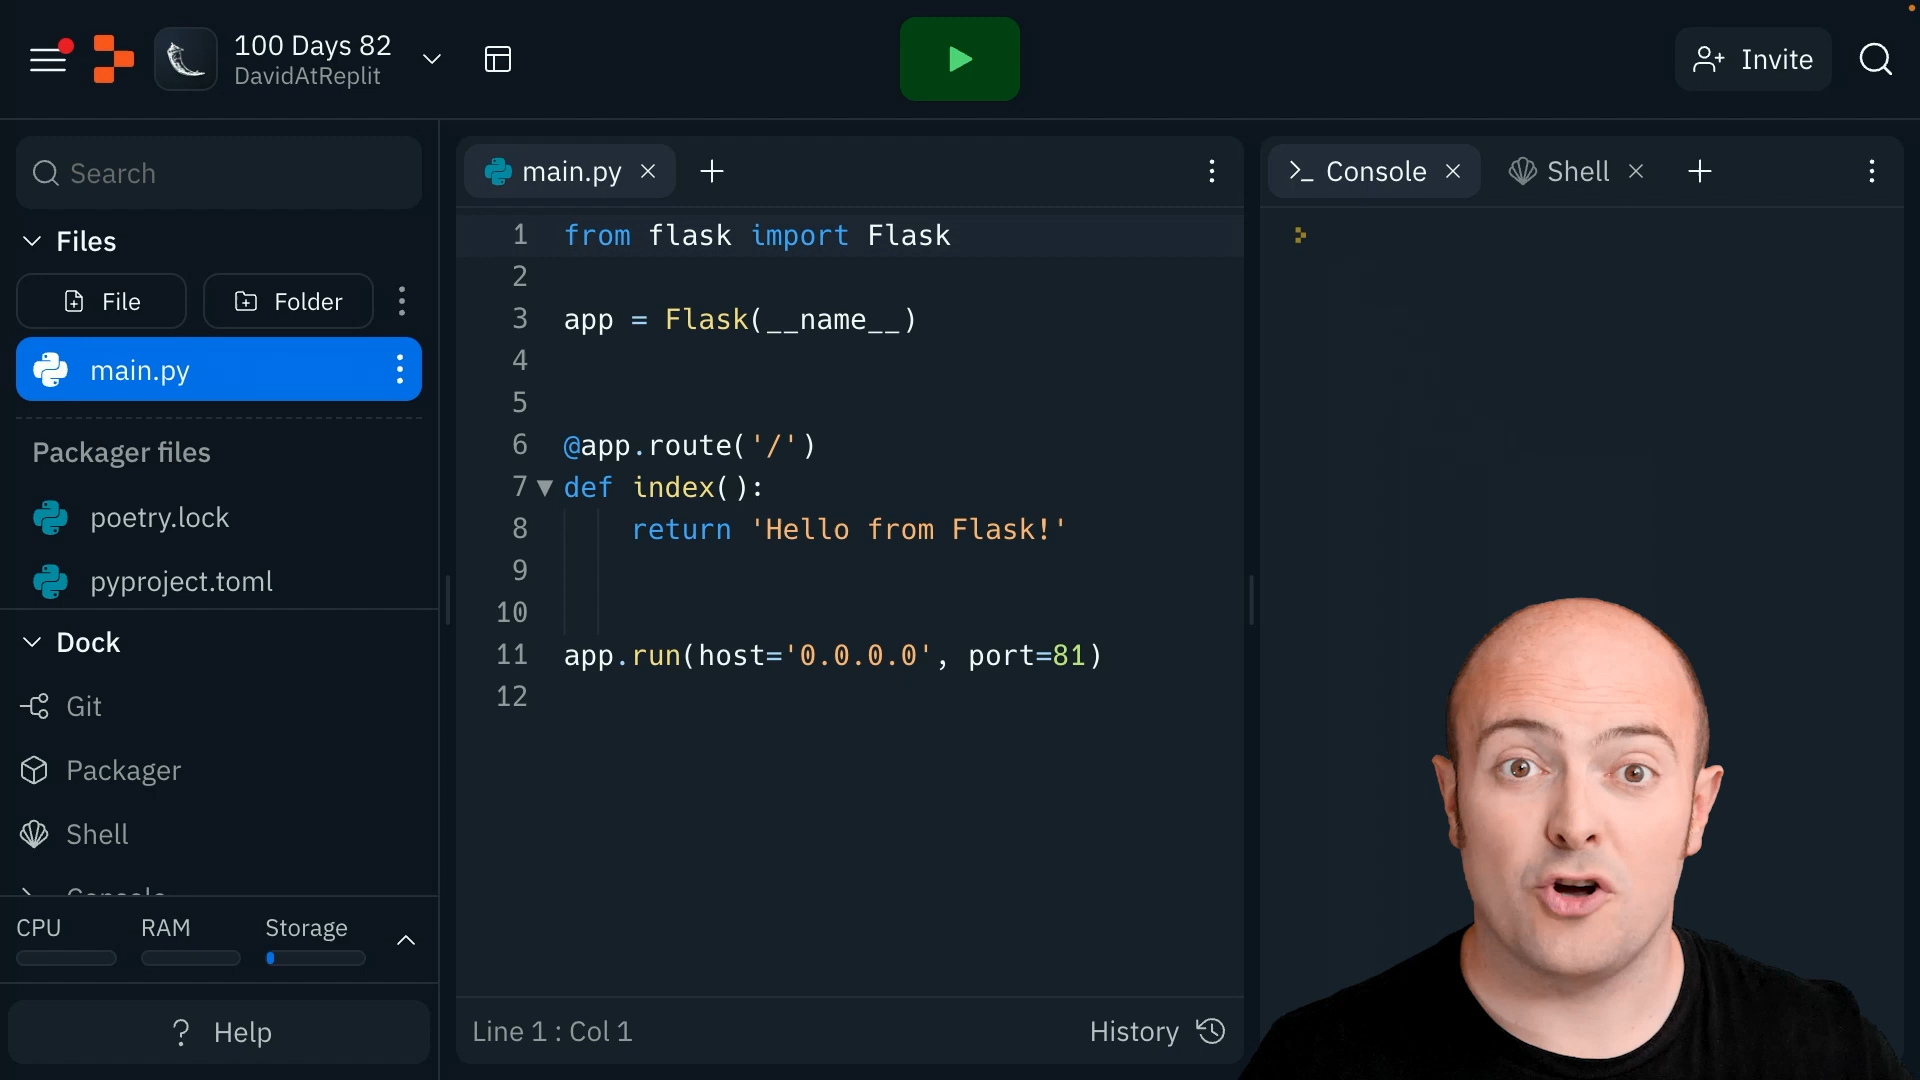 100 Days 82
DavidAtReplit
Invite
Search
Files
File
Folder
main.py
Packager files
poetry.lock
pyproject.toml
Dock
Git
Packager
Shell
Console
CPU
RAM
Storage
? Help
main.py
1 from flask import Flask
2
3 app = Flask(__name__)
4
5
6 @app.route('/')
7 def index():
8 return 'Hello from Flask!'
9
10
11 app.run(host='0.0.0.0', port=81)
12
Line 1 : Col 1
History
Console
Shell